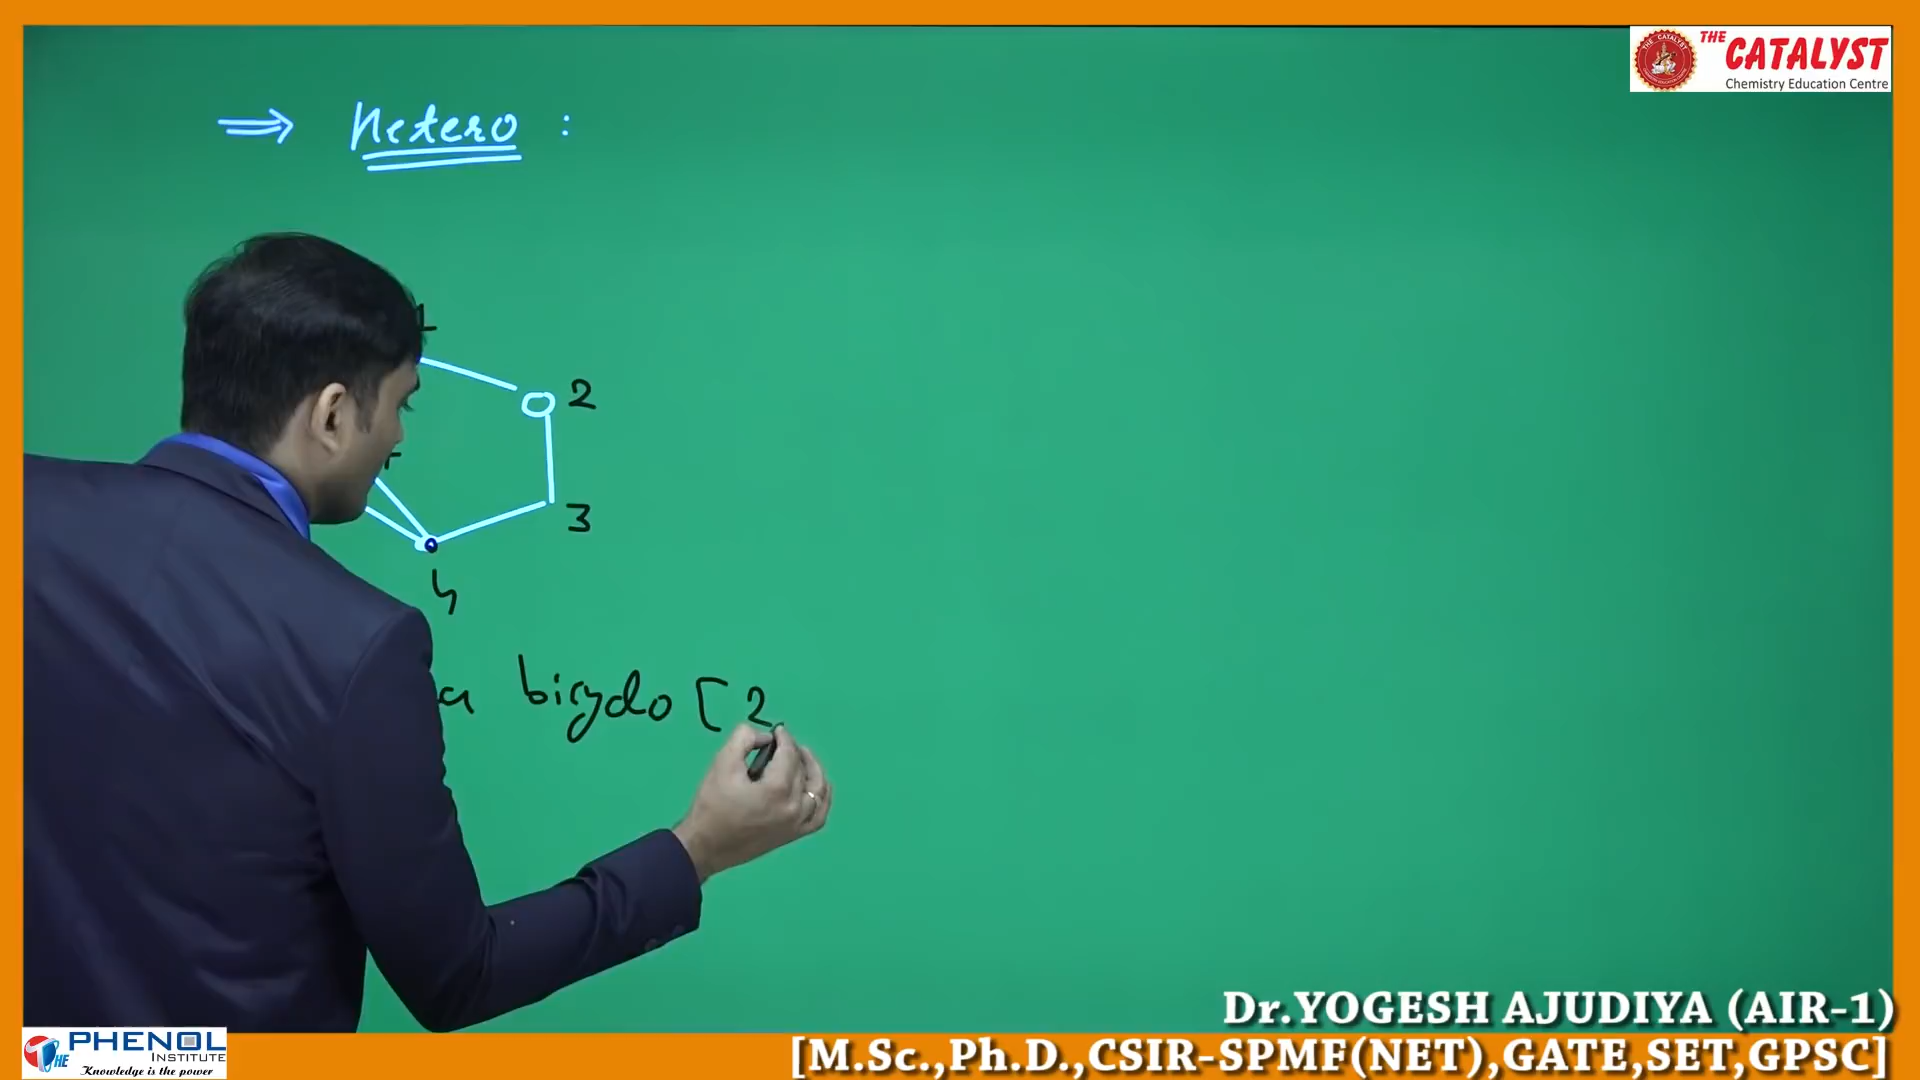 THE
CATALYST
Chemistry Education Centre
⇒ Hetero :
1
2
3
4
a bicyclo [ 2
Dr.YOGESH AJUDIYA (AIR-1)
[M.Sc.,Ph.D.,CSIR-SPMF(NET),GATE,SET,GPSC]
THE PHENOL
INSTITUTE
Knowledge is the power